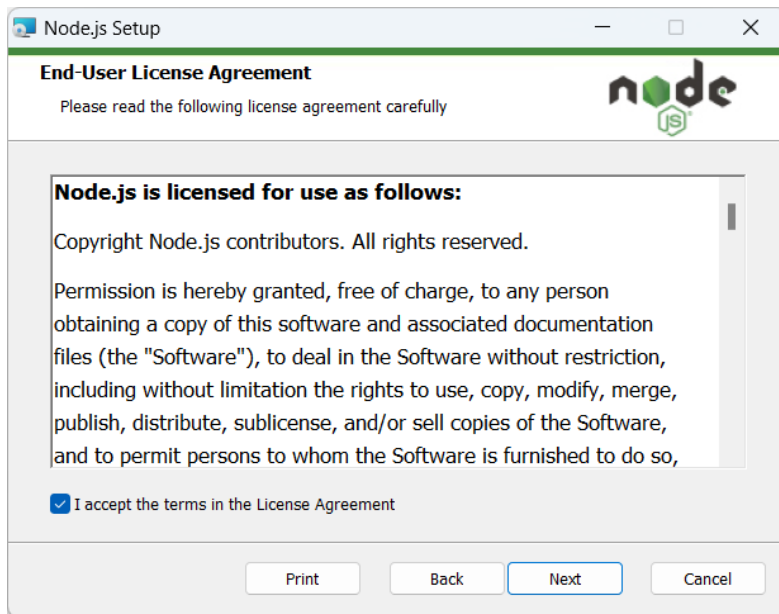 Node.js Setup
End-User License Agreement
Please read the following license agreement carefully
node
JS
Node.js is licensed for use as follows:
Copyright Node.js contributors. All rights reserved.
Permission is hereby granted, free of charge, to any person
obtaining a copy of this software and associated documentation
files (the "Software"), to deal in the Software without restriction,
including without limitation the rights to use, copy, modify, merge,
publish, distribute, sublicense, and/or sell copies of the Software,
and to permit persons to whom the Software is furnished to do so,
I accept the terms in the License Agreement
Print Back Next Cancel